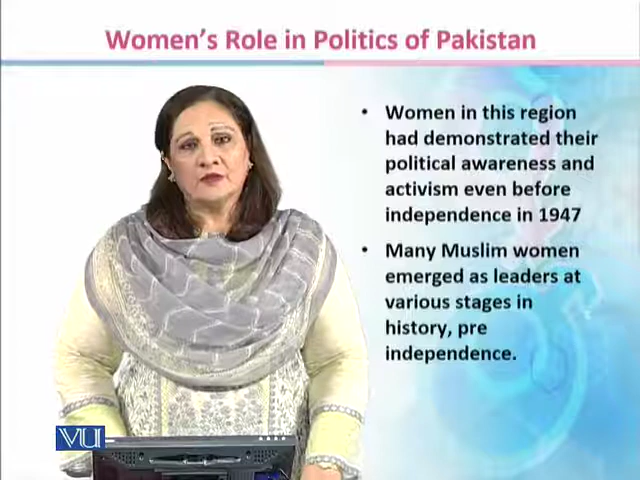 Women's Role in Politics of Pakistan
• Women in this region
had demonstrated their
political awareness and
activism even before
independence in 1947
• Many Muslim women
emerged as leaders at
various stages in
history, pre
independence.
VU